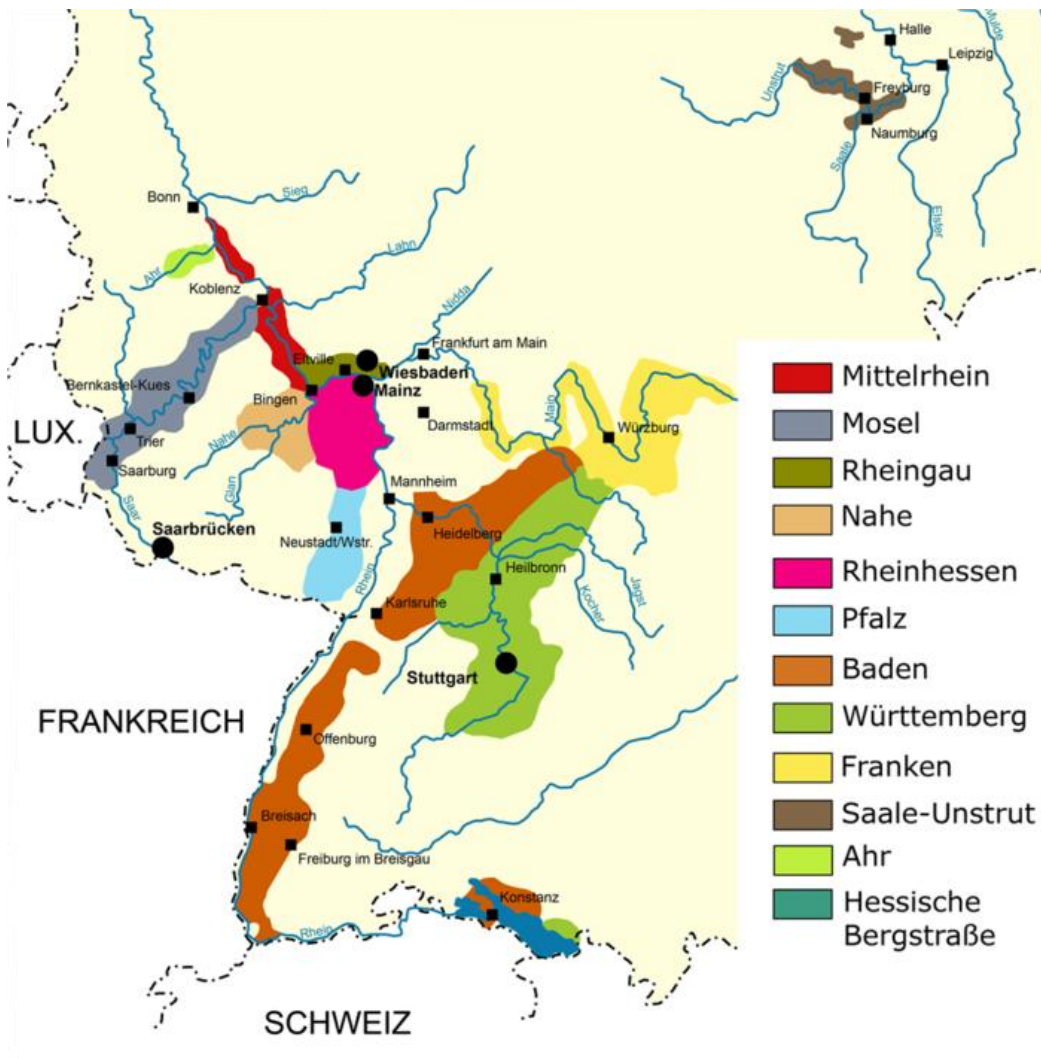 Halle
Mulde
Leipzig
Unstrut
Freyburg
Naumburg
Saale
Elster
Bonn
Sieg
Ahr
Lahn
Koblenz
Nidda
Eltville
Frankfurt am Main
Wiesbaden
Mainz
Bernkastel-Kues
Bingen
Darmstadt
Main
Würzburg
LUX.
Trier
Nahe
Saarburg
Glan
Mannheim
Saar
Saarbrücken
Neustadt/Wstr.
Heidelberg
Rhein
Heilbronn
Jagst
Kocher
Karlsruhe
Stuttgart
FRANKREICH
Offenburg
Breisach
Freiburg im Breisgau
Konstanz
Rhein
SCHWEIZ
Mittelrhein
Mosel
Rheingau
Nahe
Rheinhessen
Pfalz
Baden
Württemberg
Franken
Saale-Unstrut
Ahr
Hessische
Bergstraße